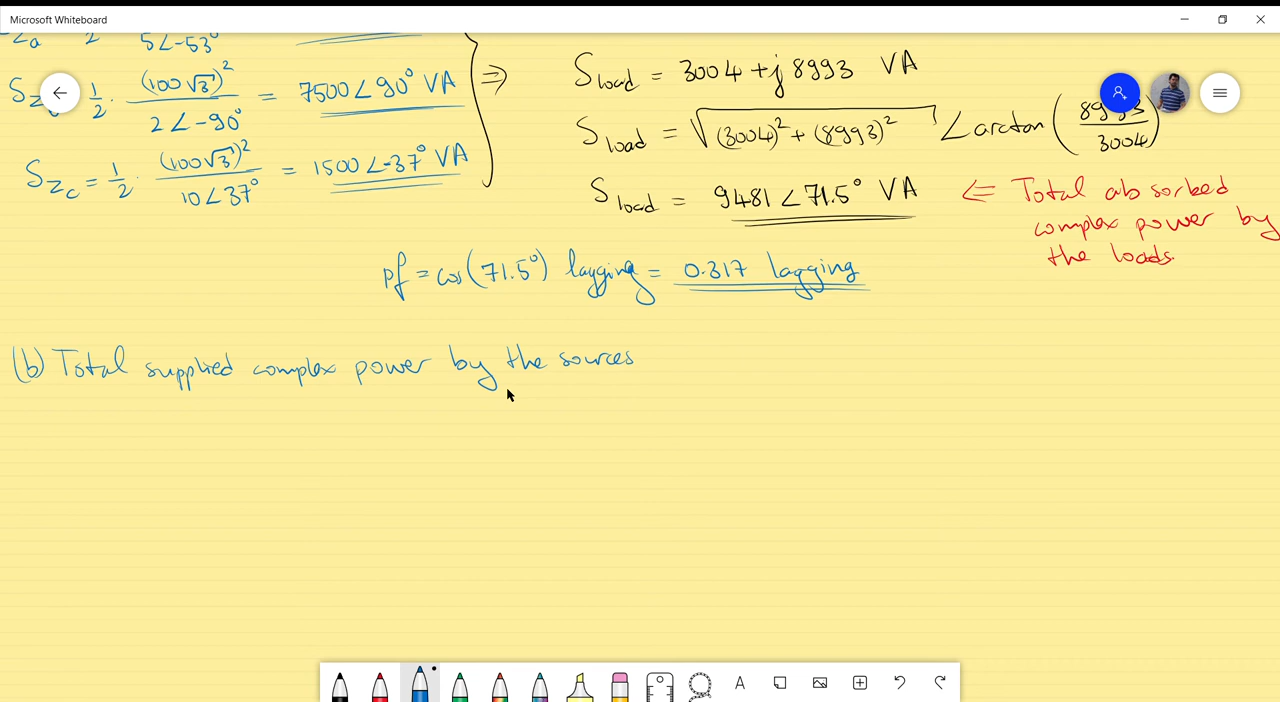 Microsoft Whiteboard
Za 2 5∠-53°
S_Z 1/2 · (100√3)² / 2∠-90° = 7500∠90° VA
S_Zc = 1/2 · (100√3)² / 10∠37° = 1500∠-37° VA
⇒ S_load = 3004 + j 8993 VA
S_load = √((3004)² + (8993)²) ∠arctan(8993/3004)
S_load = 9481∠71.5° VA
⇐ Total absorbed
complex power by
the loads.
pf = cos(71.5°) lagging = 0.317 lagging
(b) Total supplied complex power by the sources
A